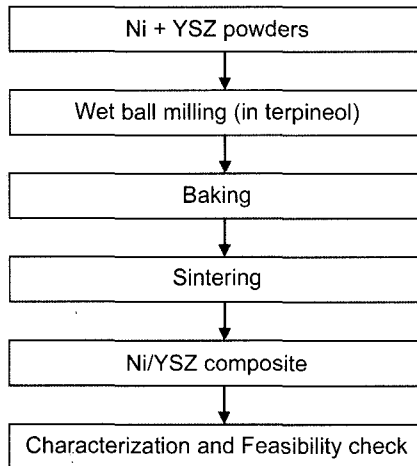 Ni + YSZ powders
Wet ball milling (in terpineol)
Baking
Sintering
Ni/YSZ composite
Characterization and Feasibility check